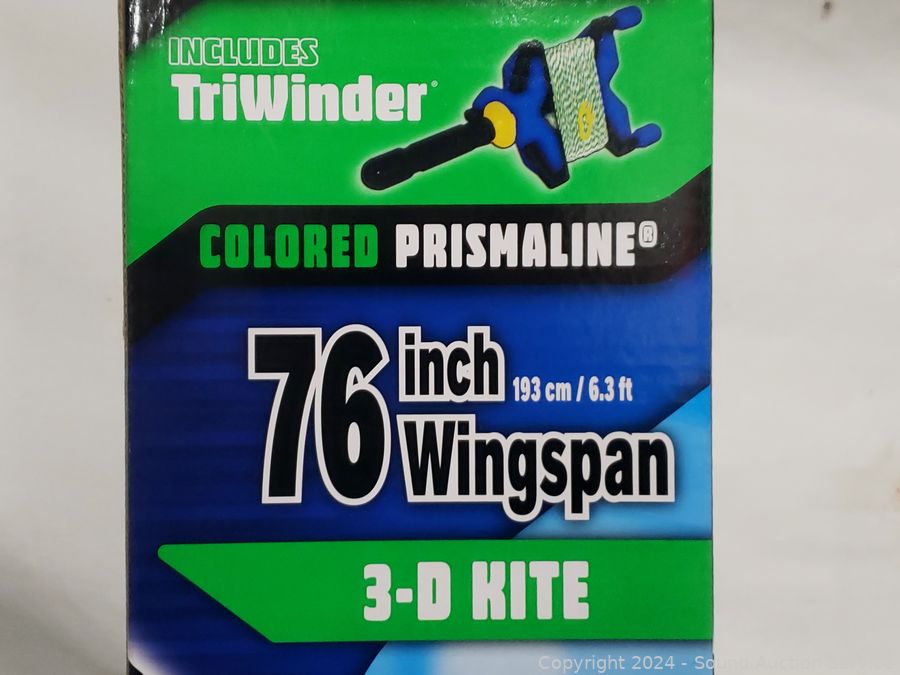 INCLUDES
TriWinder®
COLORED PRISMALINE®
76 inch
193 cm / 6.3 ft
Wingspan
3-D KITE
Copyright 2024 - Sound Auction Service